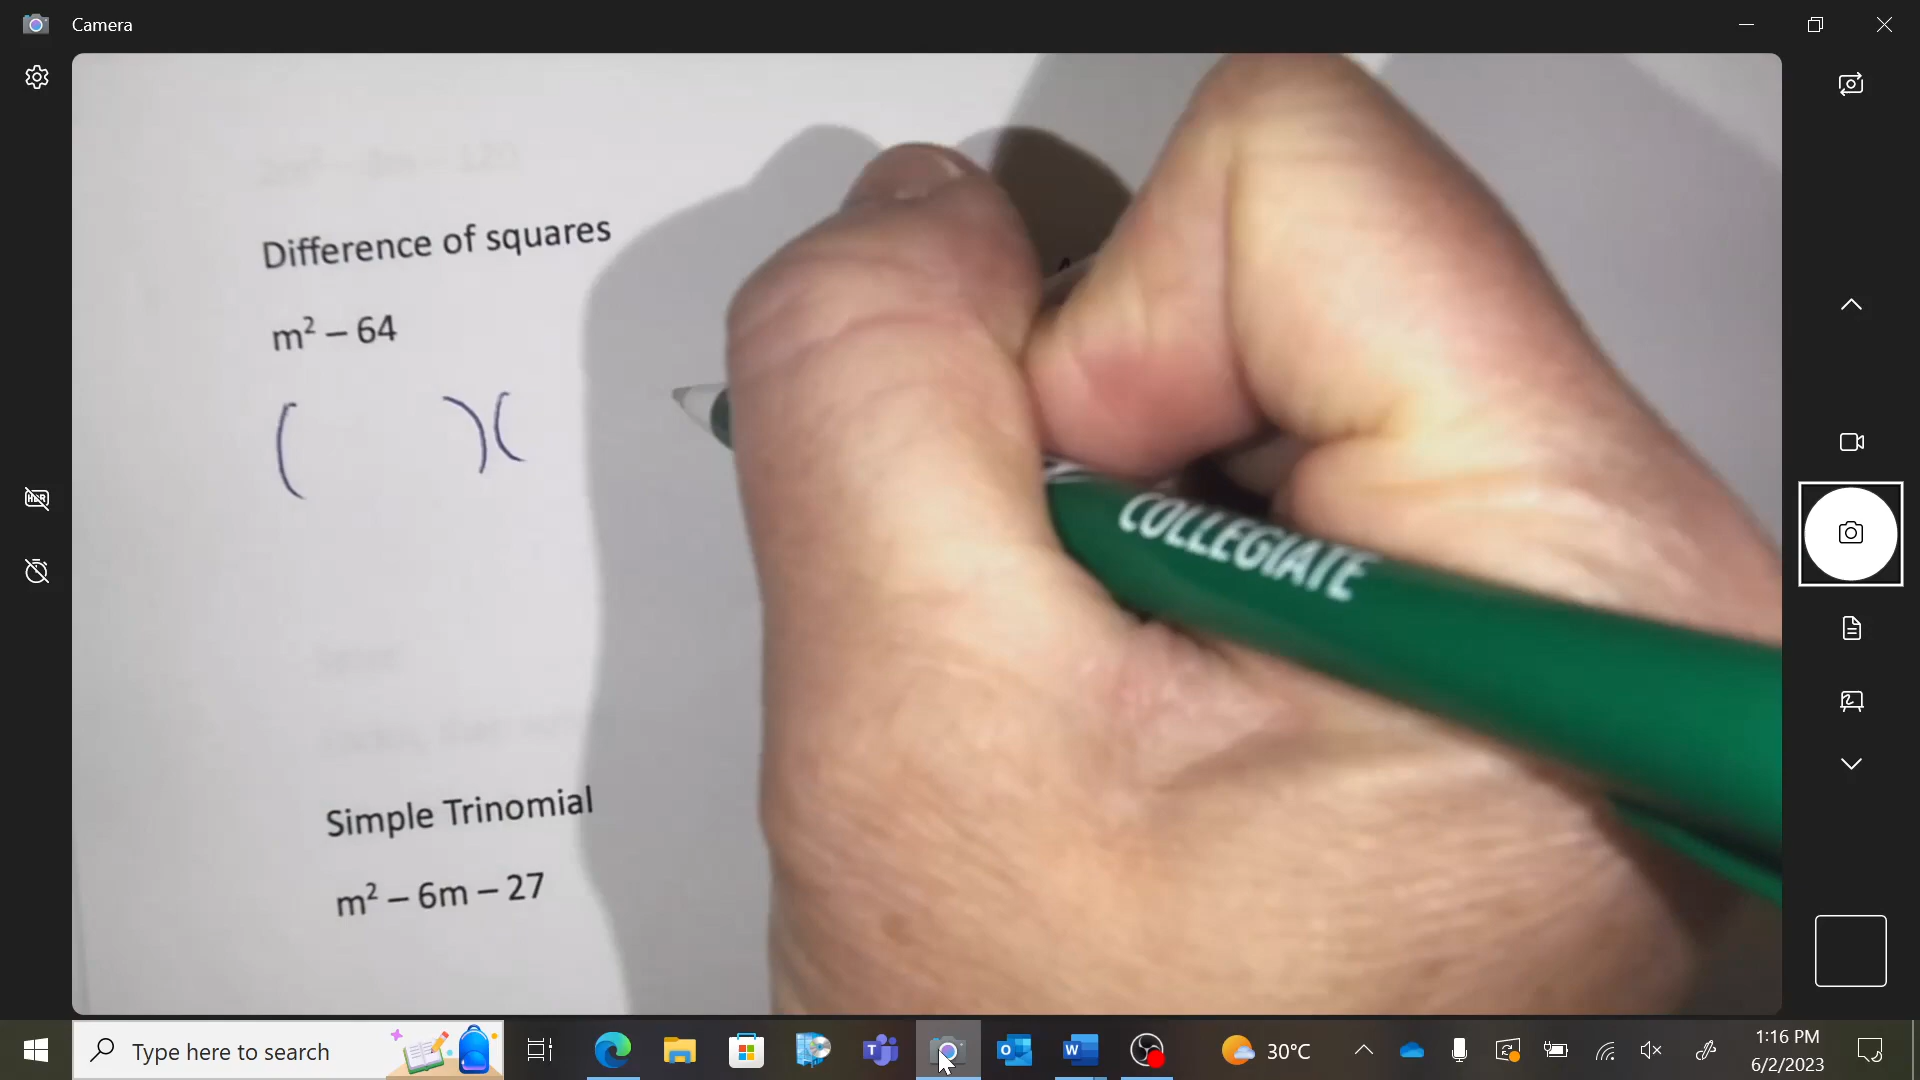 Camera
Difference of squares
m² – 64
(        )(
COLLEGIATE
Simple Trinomial
m² – 6m – 27
Type here to search
30°C
1:16 PM
6/2/2023